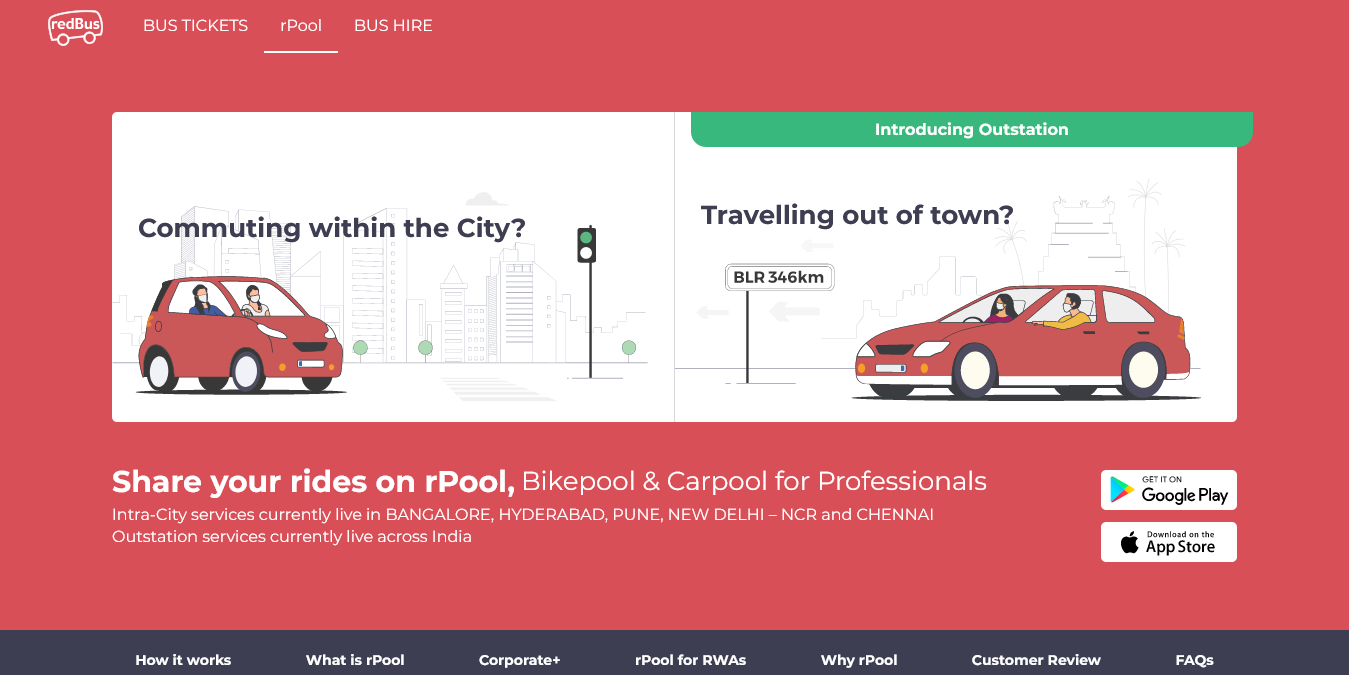 redBus
BUS TICKETS
rPool
BUS HIRE
Introducing Outstation
Commuting within the City?
Travelling out of town?
BLR 346km
Share your rides on rPool, Bikepool & Carpool for Professionals
Intra-City services currently live in BANGALORE, HYDERABAD, PUNE, NEW DELHI – NCR and CHENNAI
Outstation services currently live across India
GET IT ON
Google Play
Download on the
App Store
How it works
What is rPool
Corporate+
rPool for RWAs
Why rPool
Customer Review
FAQs